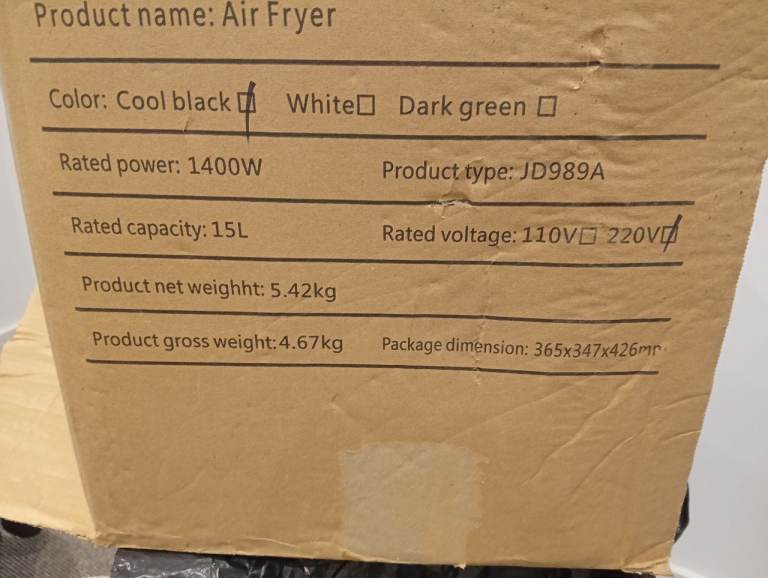 Product name: Air Fryer
Color: Cool black☑ White☐ Dark green ☐
Rated power: 1400W Product type: JD989A
Rated capacity: 15L Rated voltage: 110V☐ 220V☑
Product net weighht: 5.42kg
Product gross weight:4.67kg Package dimension: 365x347x426mm